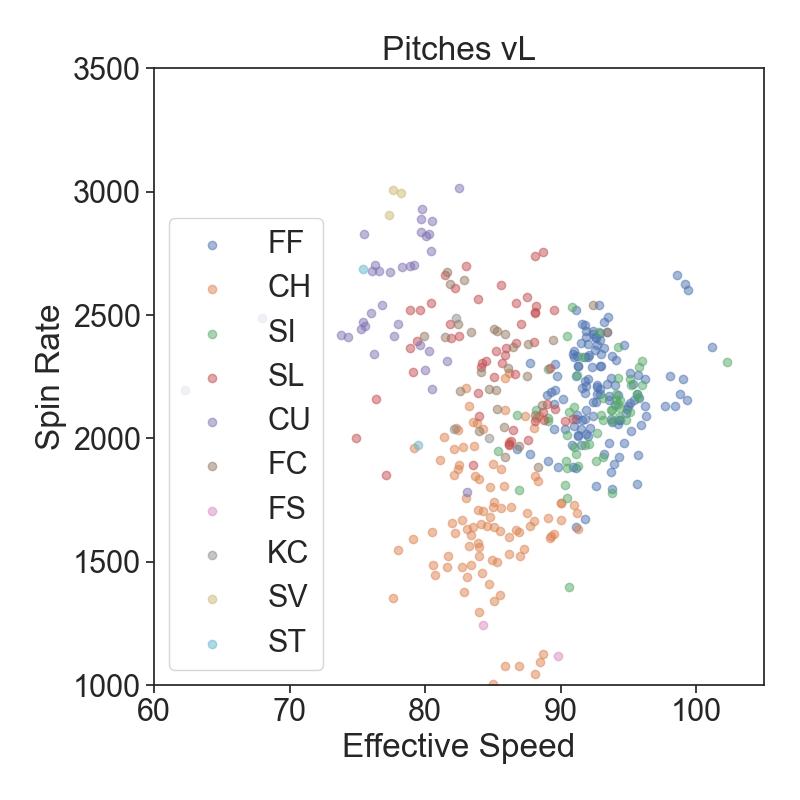 Pitches vL
3500
3000
2500
2000
1500
1000
Spin Rate
FF
CH
SI
SL
CU
FC
FS
KC
SV
ST
60 70 80 90 100
Effective Speed